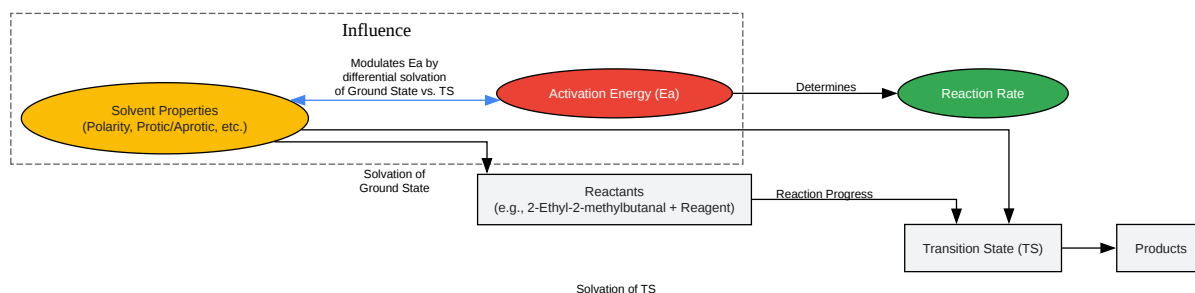 Influence
Modulates Ea by
differential solvation
of Ground State vs. TS
Solvent Properties
(Polarity, Protic/Aprotic, etc.)
Activation Energy (Ea)
Determines
Reaction Rate
Solvation of
Ground State
Reactants
(e.g., 2-Ethyl-2-methylbutanal + Reagent)
Reaction Progress
Transition State (TS)
Products
Solvation of TS